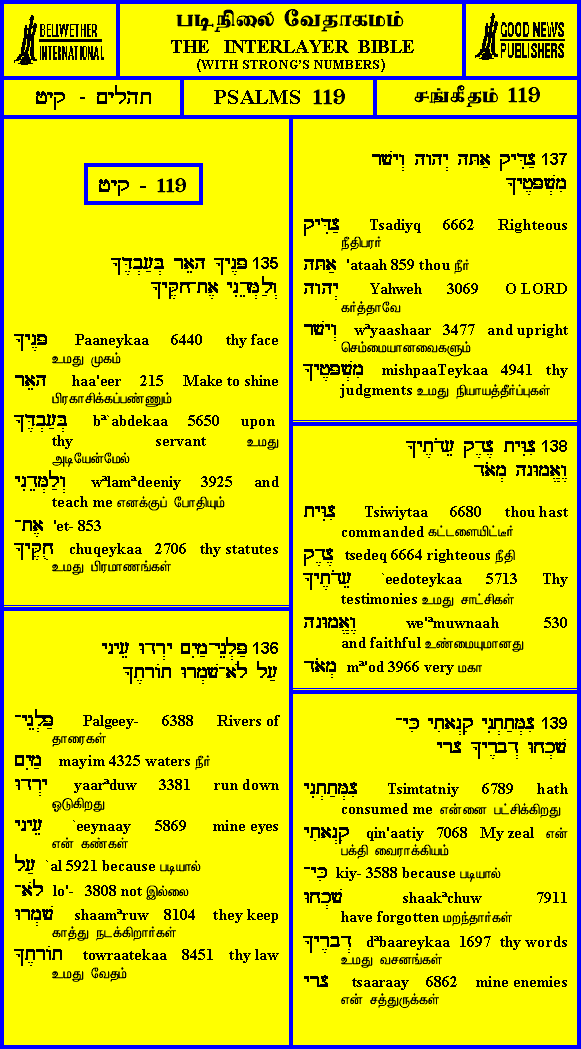 BELLWETHER
INTERNATIONAL
படிநிலை வேதாகமம்
THE INTERLAYER BIBLE
(WITH STRONG'S NUMBERS)
GOOD NEWS
PUBLISHERS
תהלים - קיט
PSALMS 119
சங்கீதம் 119
119 - קיט
135 פָּנֶיךָ הָאֵר בְּעַבְדֶּךָ
וְלַמְּדֵנִי אֶת־חֻקֶּיךָ
פָּנֶיךָ Paaneykaa 6440 thy face
உமது முகம்
הָאֵר haa'eer 215 Make to shine
பிரகாசிக்கப்பண்ணும்
בְּעַבְדֶּךָ bª`abdekaa 5650 upon
thy servant உமது
அடியேன்மேல்
וְלַמְּדֵנִי wªlamªdeeniy 3925 and
teach me எனக்குப் போதியும்
אֶת־ 'et- 853
חֻקֶּיךָ chuqeykaa 2706 thy statutes
உமது பிரமாணங்கள்
136 פַּלְגֵי־מַיִם יָרְדוּ עֵינָי
עַל לֹא־שָׁמְרוּ תוֹרָתֶךָ
פַּלְגֵי־ Palgeey- 6388 Rivers of
தாரைகள்
מַיִם mayim 4325 waters நீர்
יָרְדוּ yaarªduw 3381 run down
ஓடுகிறது
עֵינָי `eeynaay 5869 mine eyes
என் கண்கள்
עַל `al 5921 because படியால்
לֹא־ lo'- 3808 not இல்லை
שָׁמְרוּ shaamªruw 8104 they keep
காத்து நடக்கிறார்கள்
תוֹרָתֶךָ towraatekaa 8451 thy law
உமது வேதம்
137 צַדִּיק אַתָּה יְהוָה וְיָשָׁר
מִשְׁפָּטֶיךָ
צַדִּיק Tsadiyq 6662 Righteous
நீதிபரர்
אַתָּה 'ataah 859 thou நீர்
יְהוָה Yahweh 3069 O LORD
கர்த்தாவே
וְיָשָׁר wªyaashaar 3477 and upright
செம்மையானவைகளும்
מִשְׁפָּטֶיךָ mishpaaTeykaa 4941 thy
judgments உமது நியாயத்தீர்ப்புகள்
138 צִוִּיתָ צֶדֶק עֵדֹתֶיךָ
וֶאֱמוּנָה מְאֹד
צִוִּיתָ Tsiwiytaa 6680 thou hast
commanded கட்டளையிட்டீர்
צֶדֶק tsedeq 6664 righteous நீதி
עֵדֹתֶיךָ `eedoteykaa 5713 Thy
testimonies உமது சாட்சிகள்
וֶאֱמוּנָה we'ªmuwnaah 530
and faithful உண்மையுமானது
מְאֹד mª'od 3966 very மகா
139 צִמְּתַתְנִי קִנְאָתִי כִּי־
שָׁכְחוּ דְבָרֶיךָ צָרָי
צִמְּתַתְנִי Tsimtatniy 6789 hath
consumed me என்னை பட்சிக்கிறது
קִנְאָתִי qin'aatiy 7068 My zeal என்
பக்தி வைராக்கியம்
כִּי־ kiy- 3588 because படியால்
שָׁכְחוּ shaakªchuw 7911
have forgotten மறந்தார்கள்
דְבָרֶיךָ dªbaareykaa 1697 thy words
உமது வசனங்கள்
צָרָי tsaaraay 6862 mine enemies
என் சத்துருக்கள்